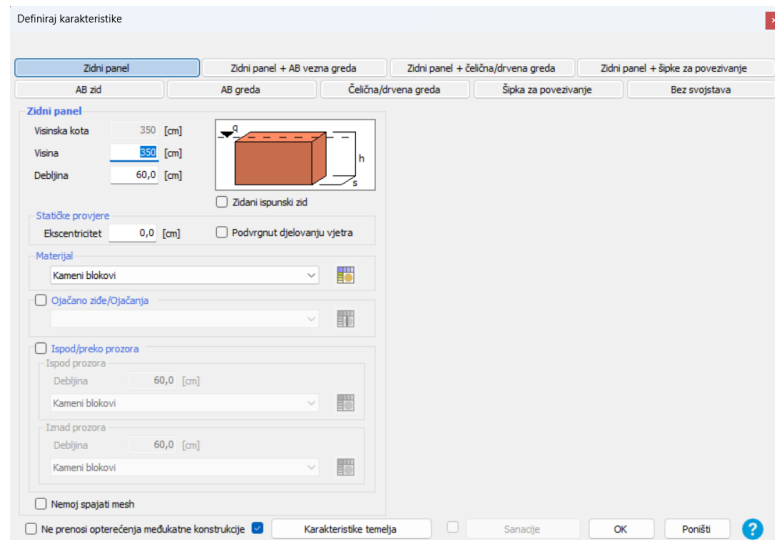 Definiraj karakteristike
x
Zidni panel Zidni panel + AB vezna greda Zidni panel + čelična/drvena greda Zidni panel + šipke za povezivanje
AB zid AB greda Čelična/drvena greda Šipka za povezivanje Bez svojstava
Zidni panel
Visinska kota 350 [cm]
Visina 350 [cm]
Debljina 60,0 [cm]
q
h
s
Zidani ispunski zid
Statičke provjere
Ekscentricitet 0,0 [cm] Podvrgnut djelovanju vjetra
Materijal
Kameni blokovi
Ojačano ziđe/Ojačanja
Ispod/preko prozora
Ispod prozora
Debljina 60,0 [cm]
Kameni blokovi
Iznad prozora
Debljina 60,0 [cm]
Kameni blokovi
Nemoj spajati mesh
Ne prenosi opterećenja međukatne konstrukcije Karakteristike temelja Sanacije OK Poništi ?